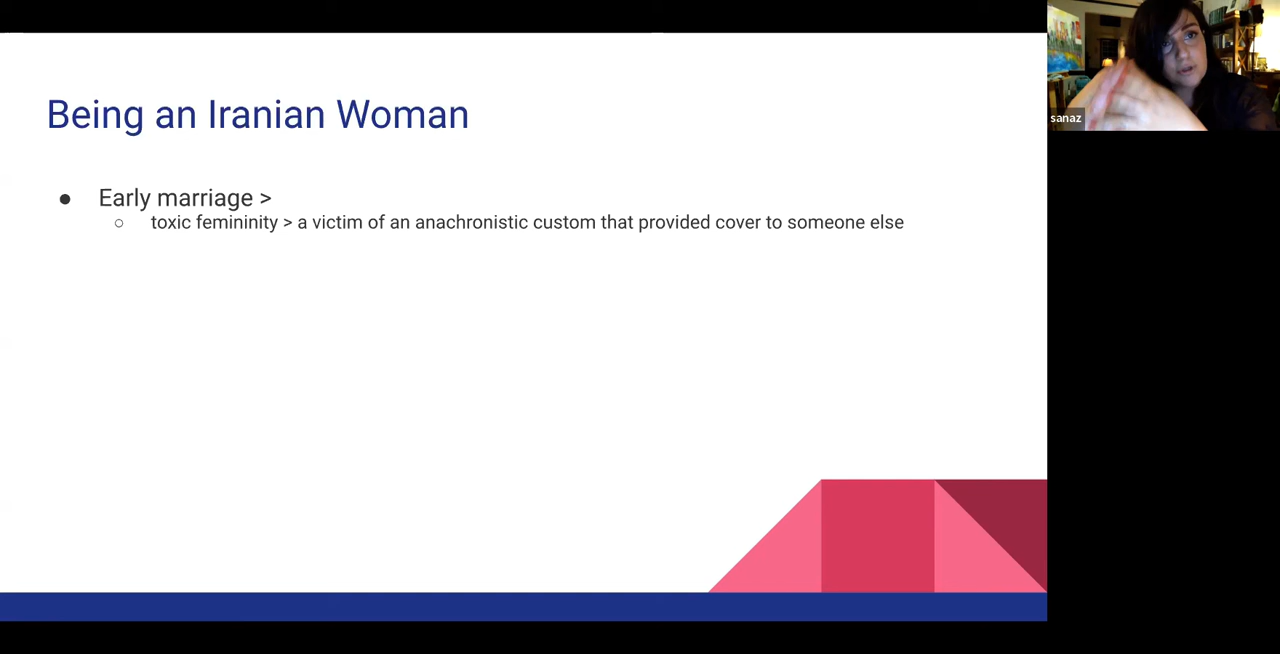 Being an Iranian Woman
● Early marriage >
○ toxic femininity > a victim of an anachronistic custom that provided cover to someone else
sanaz